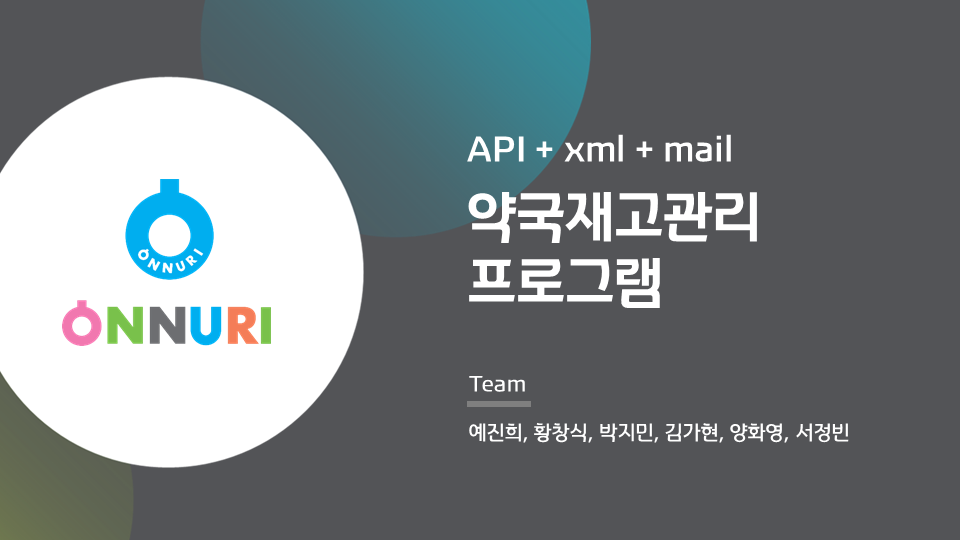 ONNURI
ONNURI
API + xml + mail
약국재고관리
프로그램
Team
예진희, 황창식, 박지민, 김가현, 양화영, 서정빈